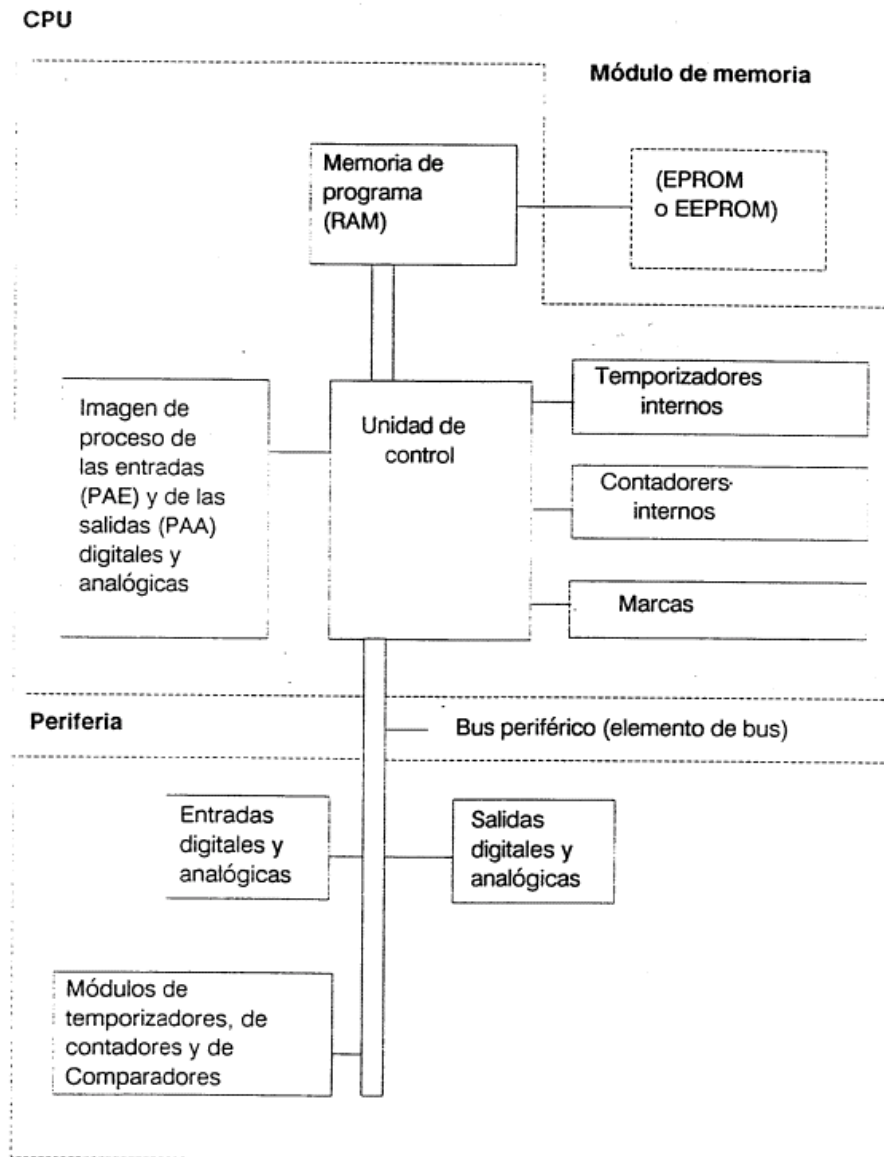 CPU
Módulo de memoria
Memoria de
programa
(RAM)
(EPROM
o EEPROM)
Imagen de
proceso de
las entradas
(PAE) y de las
salidas (PAA)
digitales y
analógicas
Unidad de
control
Temporizadores
internos
Contadorers
internos
Marcas
Periferia
Bus periférico (elemento de bus)
Entradas
digitales y
analógicas
Salidas
digitales y
analógicas
Módulos de
temporizadores, de
contadores y de
Comparadores